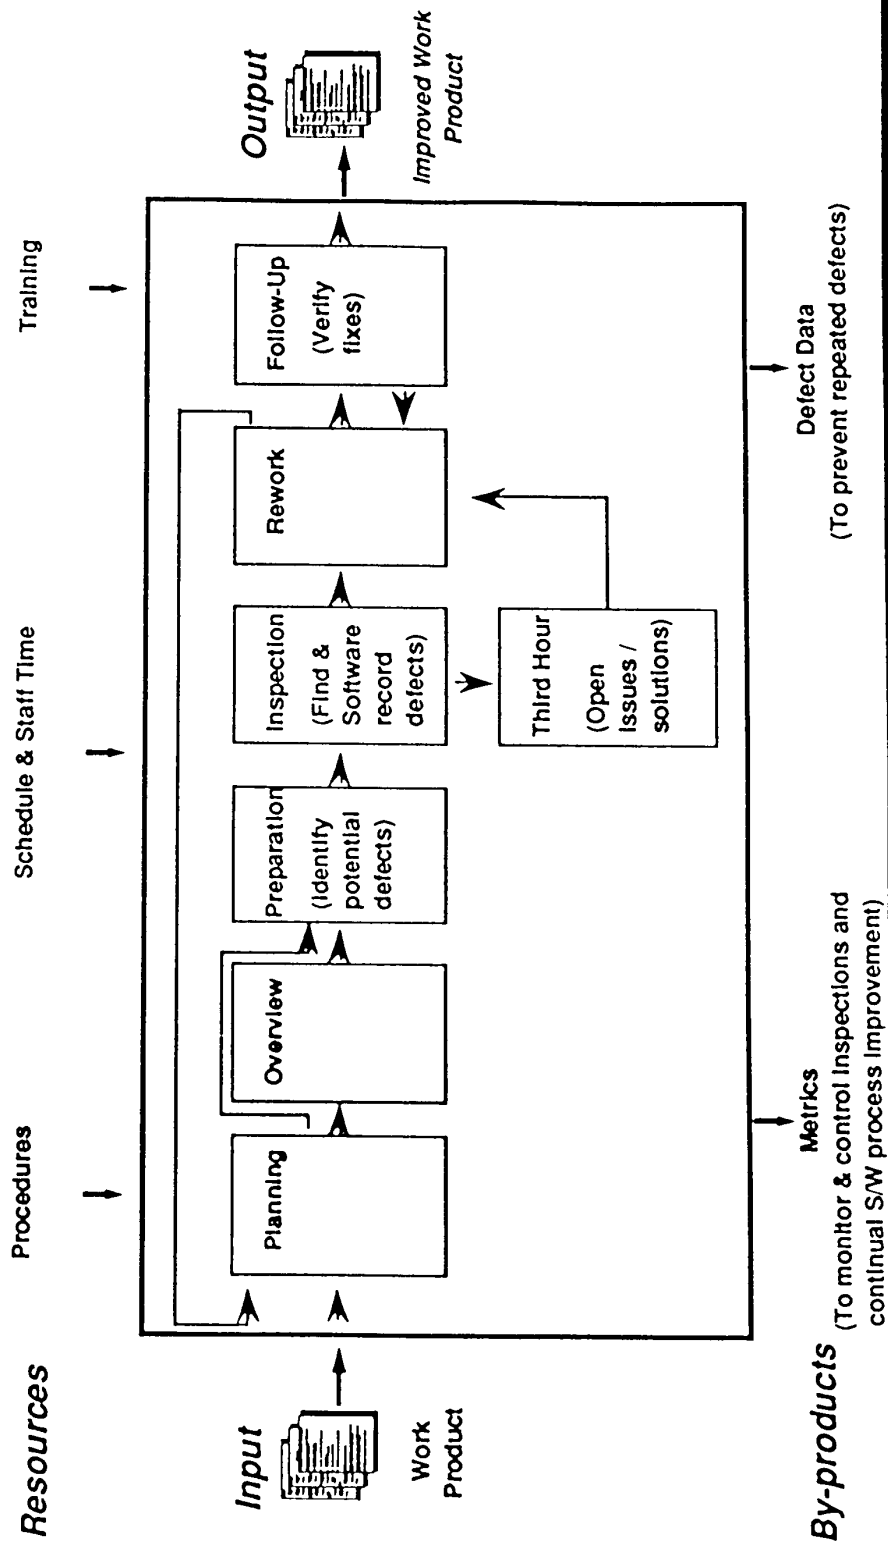 Resources
Procedures
Schedule & Staff Time
Training
Input
Work
Product
Planning
Overview
Preparation
(Identify
potential
defects)
Inspection
(Find &
Software
record
defects)
Rework
Follow-Up
(Verify
fixes)
Third Hour
(Open
Issues /
solutions)
Output
Improved Work
Product
By-products
Metrics
(To monitor & control Inspections and
continual S/W process Improvement)
Defect Data
(To prevent repeated defects)